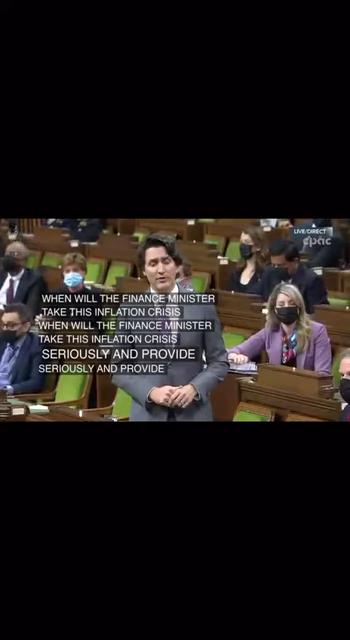 LIVE/DIRECT
cpac
WHEN WILL THE FINANCE MINISTER
TAKE THIS INFLATION CRISIS
WHEN WILL THE FINANCE MINISTER
TAKE THIS INFLATION CRISIS
SERIOUSLY AND PROVIDE
SERIOUSLY AND PROVIDE